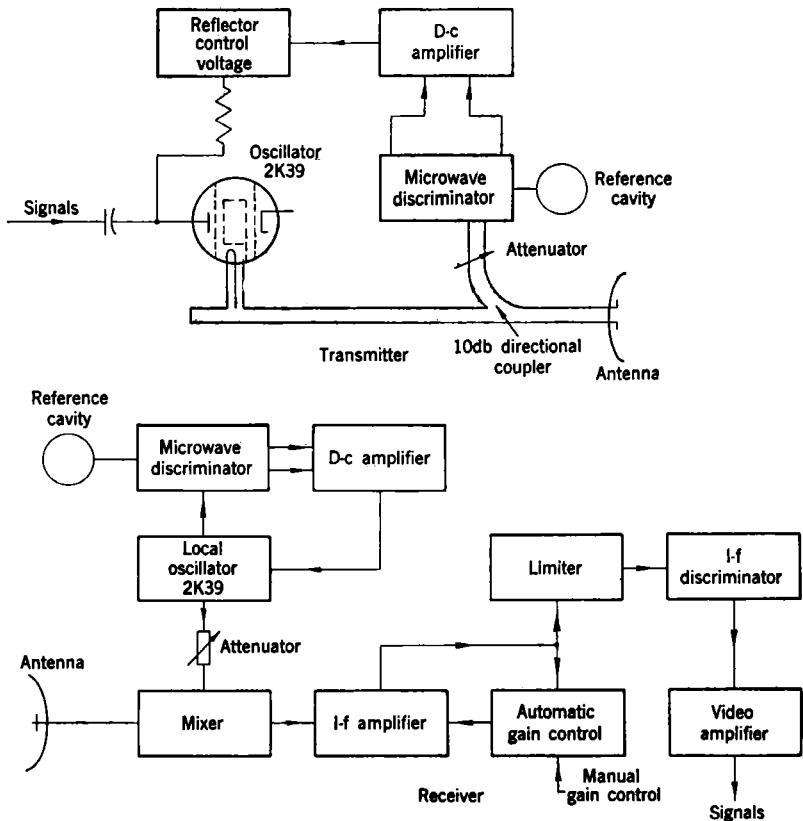 Reflector
control
voltage
D-c
amplifier
Oscillator
2K39
Microwave
discriminator
Reference
cavity
Signals
Attenuator
Transmitter
10db directional
coupler
Antenna
Reference
cavity
Microwave
discriminator
D-c amplifier
Local
oscillator
2K39
Limiter
I-f
discriminator
Attenuator
Antenna
Mixer
I-f amplifier
Automatic
gain control
Video
amplifier
Receiver
Manual
gain control
Signals